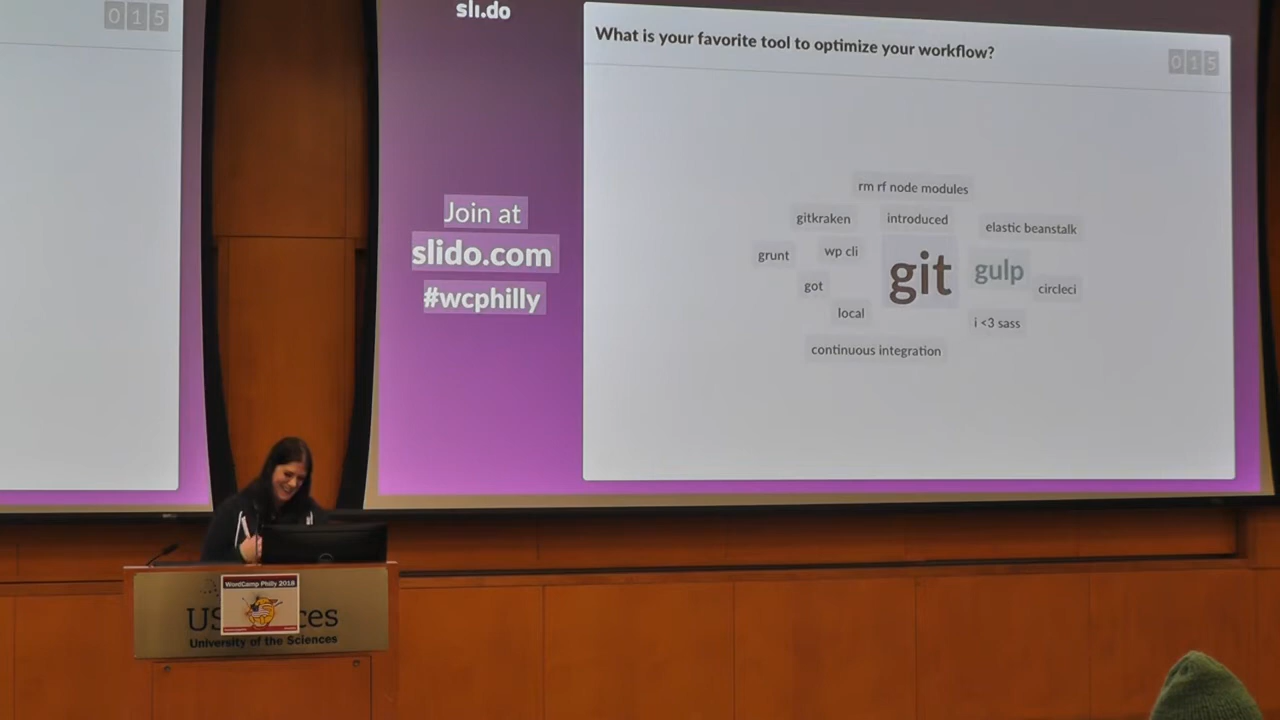 015
sli.do
What is your favorite tool to optimize your workflow?
015
Join at
slido.com
#wcphilly
rm rf node modules
gitkraken
introduced
elastic beanstalk
grunt
wp cli
git
gulp
got
circleci
local
i <3 sass
continuous integration
WordCamp Philly 2018
US ces
University of the Sciences